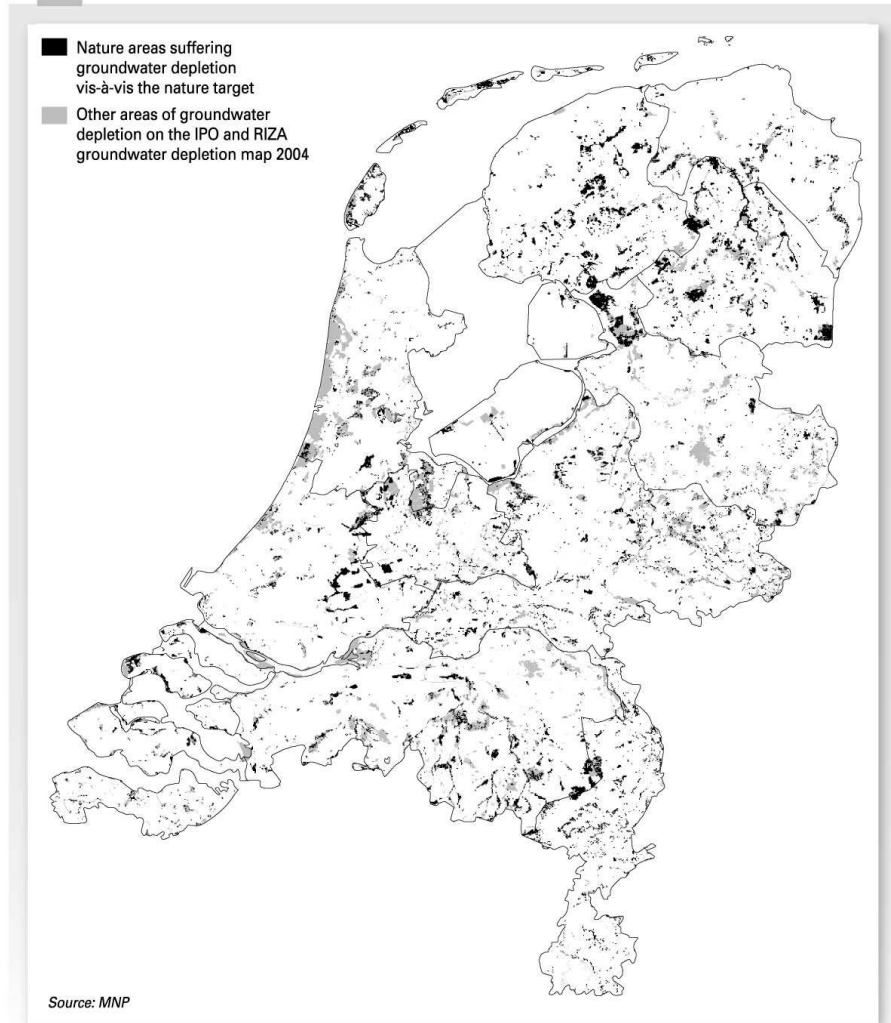 Nature areas suffering
groundwater depletion
vis-à-vis the nature target
Other areas of groundwater
depletion on the IPO and RIZA
groundwater depletion map 2004
Source: MNP